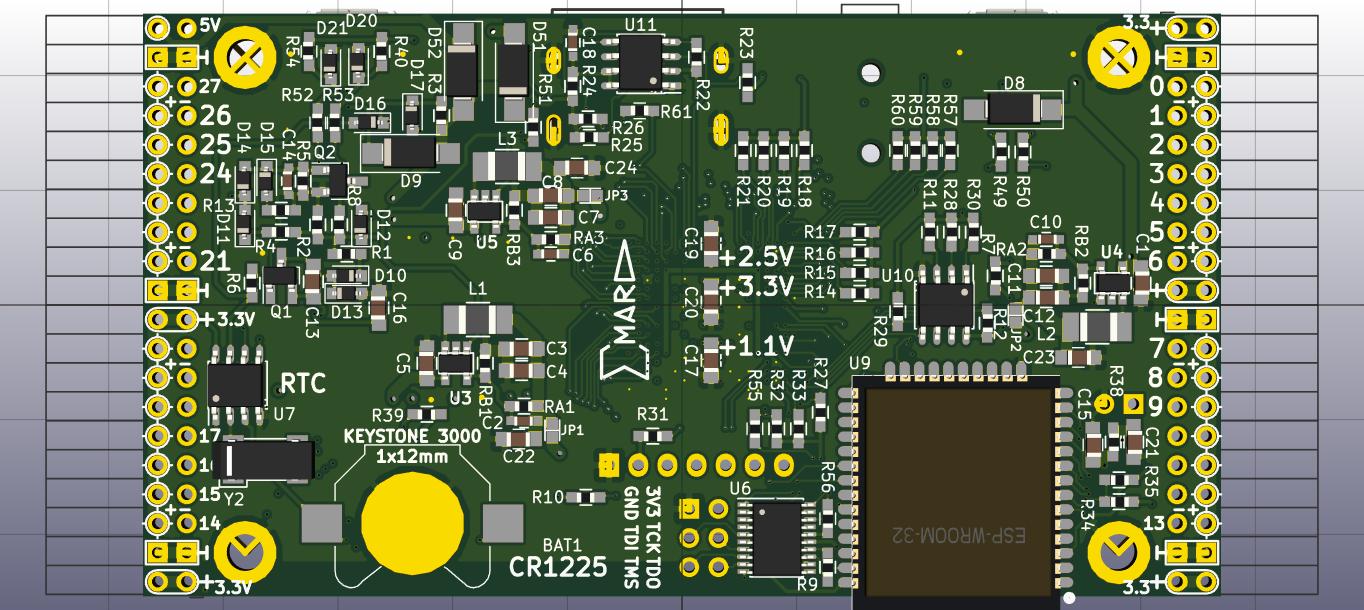 5V
D21
D20
R54
R40
D52
D51
C18
U11
R23
3.3
+
27
R52
R53
D17
R3
R51
R24
R22
D8
0
+ -
26
D16
R61
R26
R25
R60
R59
R58
R57
1
25
D14
D15
C14
R5
Q2
L3
2
24
D9
C24
R21
R20
R19
R18
R49
R50
3
R13
R8
C8
JP3
R11
R28
R30
4
D11
R4
R2
D12
C9
U5
RB3
C7
RA3
C6
C19
R17
R16
R15
R14
R7
RA2
C10
RB2
U4
C1
5
21
R6
R1
D10
+2.5V
+3.3V
U10
C11
6
Q1
C13
D13
C16
L1
MARD
C20
R29
R12
C12
JP2
L2
+3.3V
+1.1V
C17
C23
7
RTC
U7
C5
U3
RB1
C3
C4
R55
R32
R33
R27
U9
R38
8
R39
RA1
C2
JP1
C22
R31
C15
9
17
KEYSTONE 3000
1x12mm
C21
R35
15
Y2
R10
U6
R56
R34
14
3V3 TCK TDO
GND TDI TMS
ESP-WROOM-32
13
BAT1
CR1225
R9
+
3.3V
3.3
+